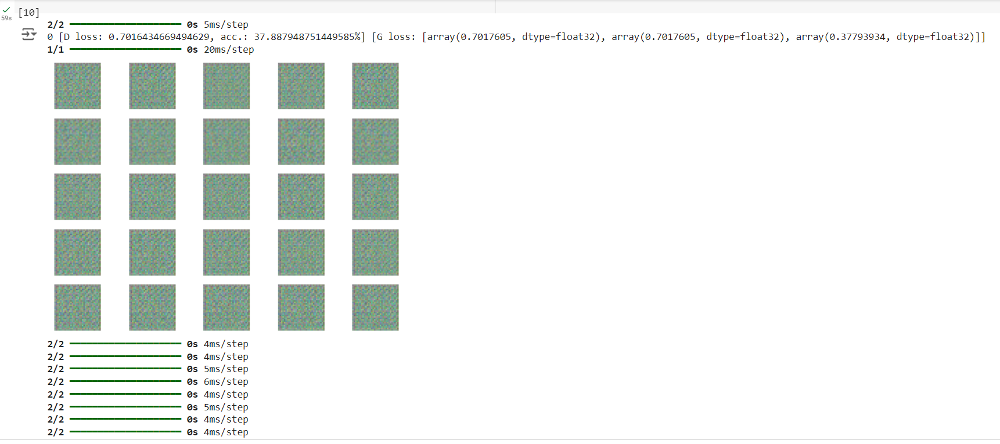 [10]
59s
2/2 0s 5ms/step
0 [D loss: 0.7016434669494629, acc.: 37.887948751449585%] [G loss: [array(0.7017605, dtype=float32), array(0.7017605, dtype=float32), array(0.37793934, dtype=float32)]]
1/1 0s 20ms/step
2/2 0s 4ms/step
2/2 0s 4ms/step
2/2 0s 5ms/step
2/2 0s 6ms/step
2/2 0s 4ms/step
2/2 0s 5ms/step
2/2 0s 4ms/step
2/2 0s 4ms/step